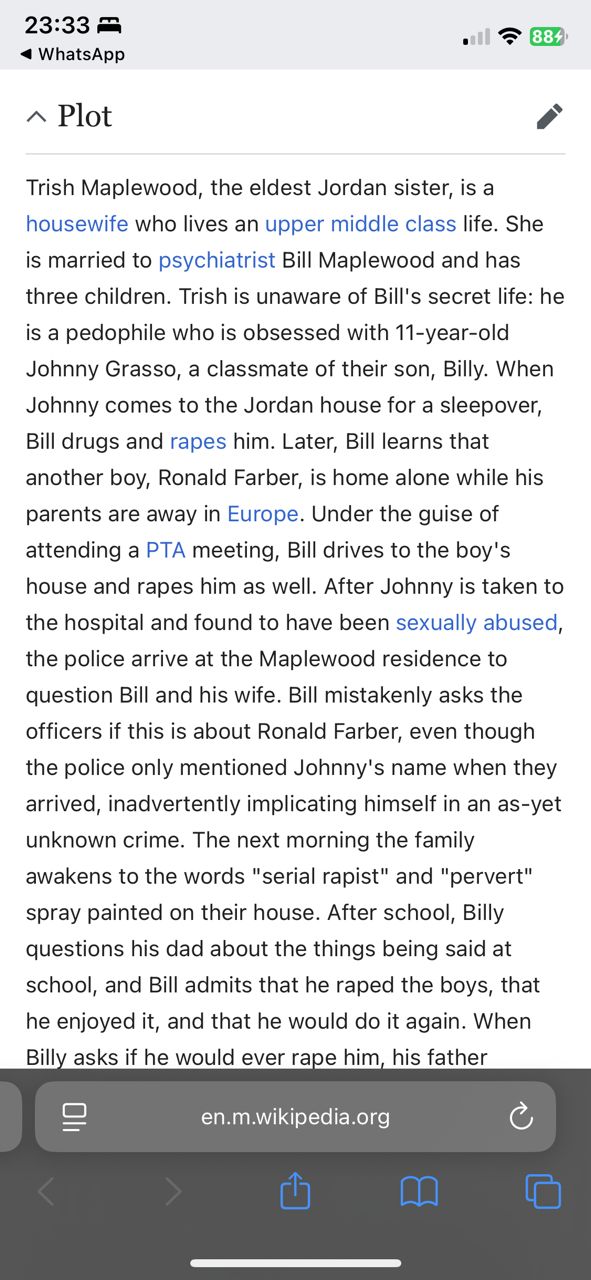 23:33
88
WhatsApp
Plot
Trish Maplewood, the eldest Jordan sister, is a
housewife who lives an upper middle class life. She
is married to psychiatrist Bill Maplewood and has
three children. Trish is unaware of Bill's secret life: he
is a pedophile who is obsessed with 11-year-old
Johnny Grasso, a classmate of their son, Billy. When
Johnny comes to the Jordan house for a sleepover,
Bill drugs and rapes him. Later, Bill learns that
another boy, Ronald Farber, is home alone while his
parents are away in Europe. Under the guise of
attending a PTA meeting, Bill drives to the boy's
house and rapes him as well. After Johnny is taken to
the hospital and found to have been sexually abused,
the police arrive at the Maplewood residence to
question Bill and his wife. Bill mistakenly asks the
officers if this is about Ronald Farber, even though
the police only mentioned Johnny's name when they
arrived, inadvertently implicating himself in an as-yet
unknown crime. The next morning the family
awakens to the words "serial rapist" and "pervert"
spray painted on their house. After school, Billy
questions his dad about the things being said at
school, and Bill admits that he raped the boys, that
he enjoyed it, and that he would do it again. When
Billy asks if he would ever rape him, his father
en.m.wikipedia.org